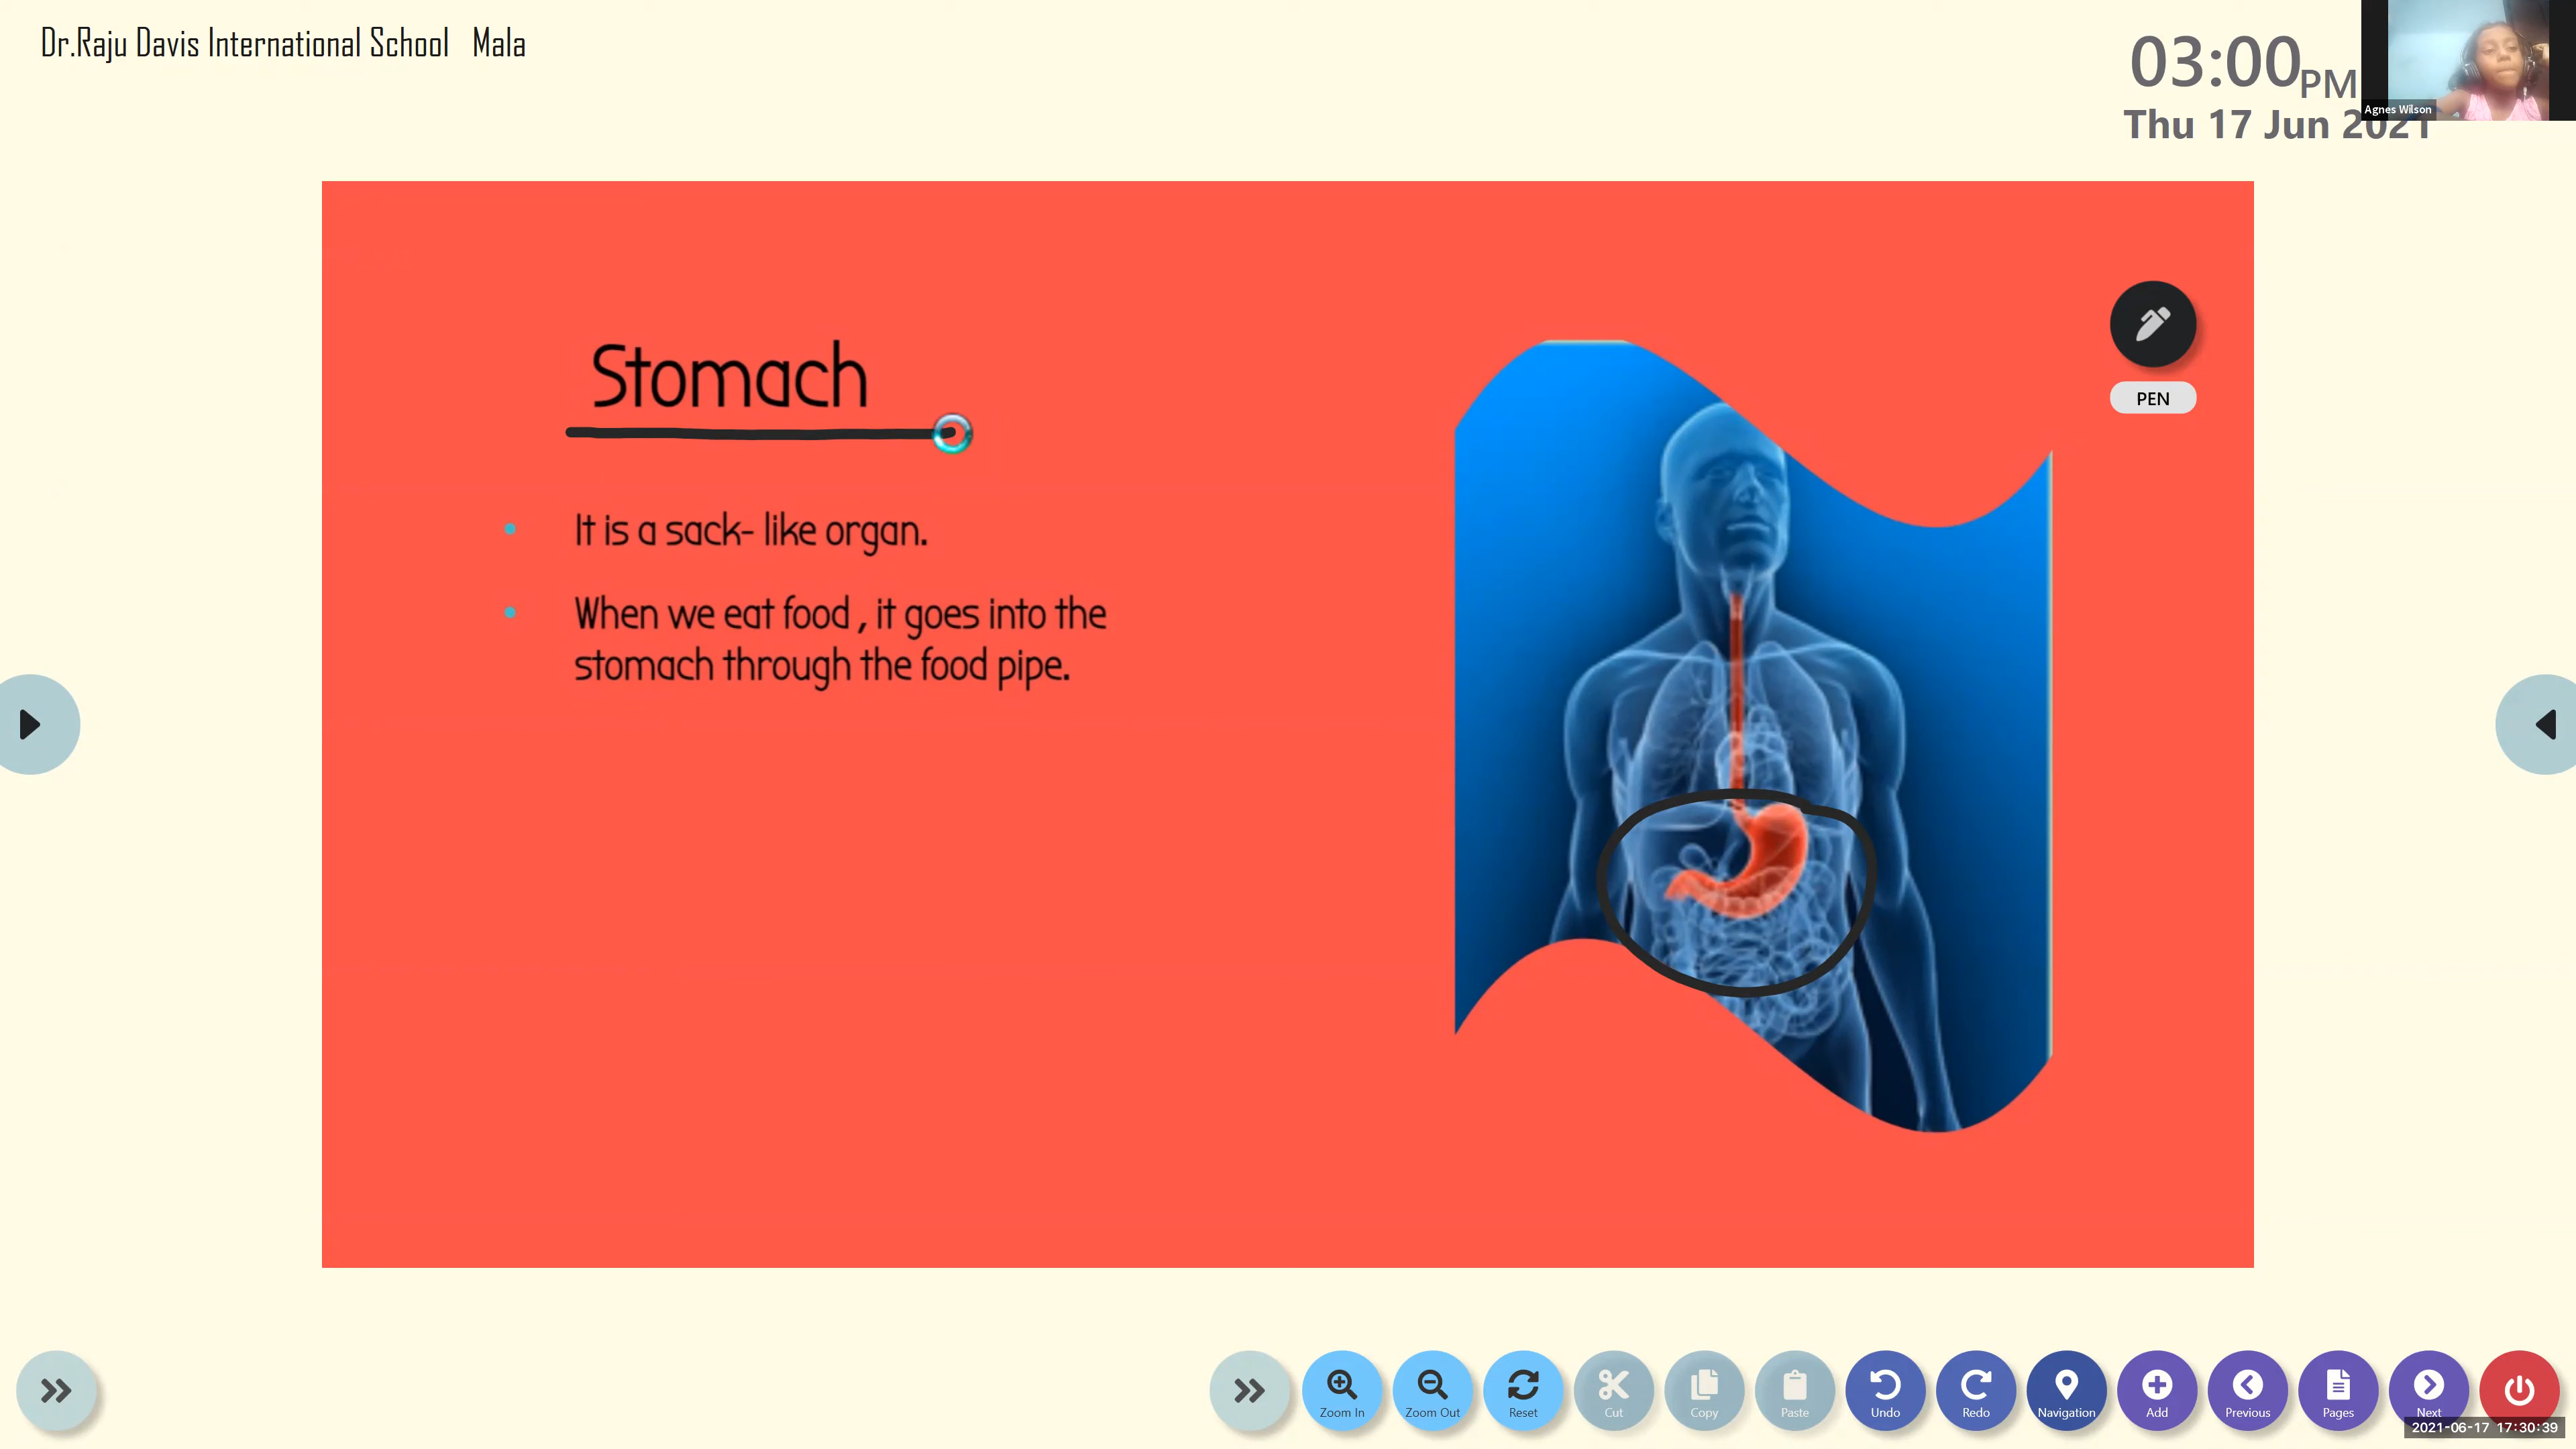 Dr.Raju Davis International School Mala
03:00PM
Thu 17 Jun 2021
Agnes Wilson
PEN
Stomach
• It is a sack- like organ.
• When we eat food , it goes into the
stomach through the food pipe.
Zoom In
Zoom Out
Reset
Cut
Copy
Paste
Undo
Redo
Navigation
Add
Previous
Pages
Next
2021-06-17 17:30:39